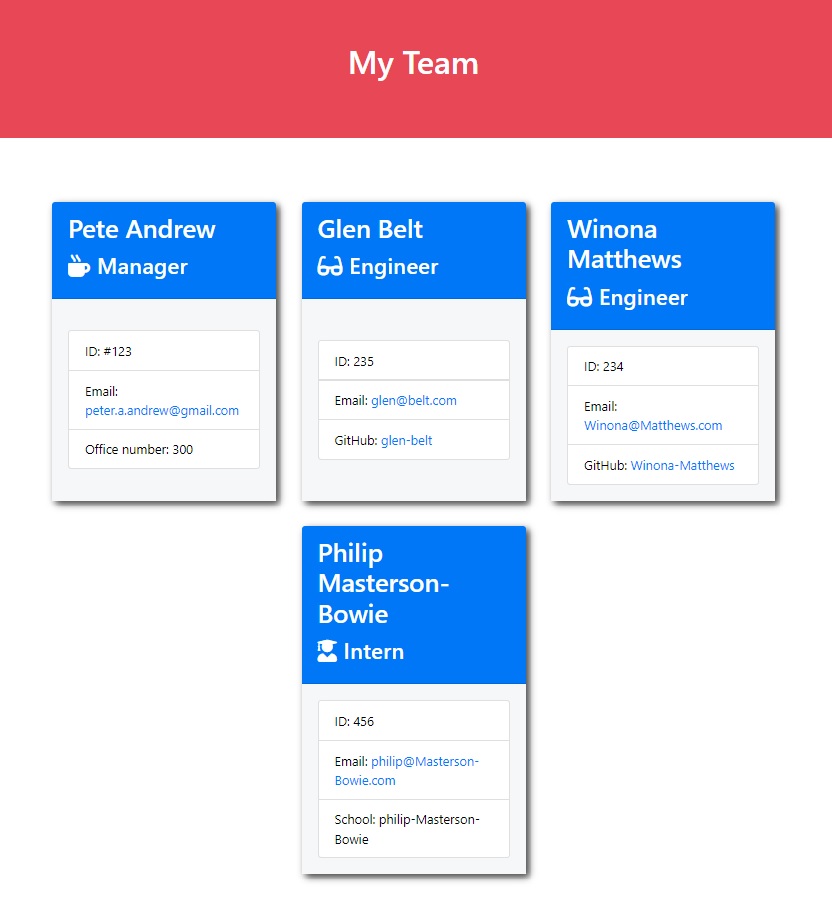 My Team
Pete Andrew
Manager
ID: #123
Email:
peter.a.andrew@gmail.com
Office number: 300
Glen Belt
Engineer
ID: 235
Email: glen@belt.com
GitHub: glen-belt
Winona
Matthews
Engineer
ID: 234
Email:
Winona@Matthews.com
GitHub: Winona-Matthews
Philip
Masterson-
Bowie
Intern
ID: 456
Email: philip@Masterson-
Bowie.com
School: philip-Masterson-
Bowie